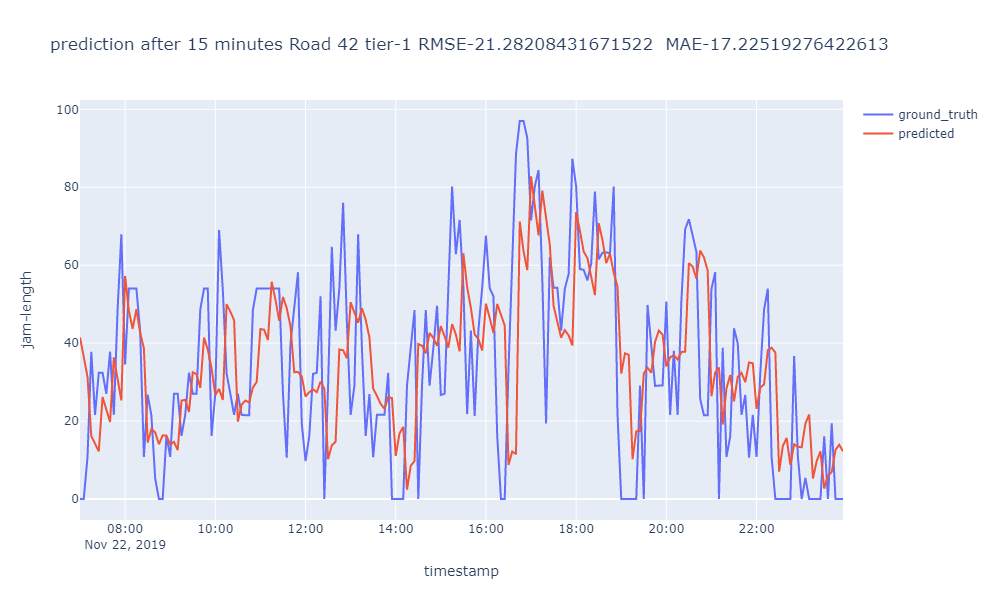 prediction after 15 minutes Road 42 tier-1 RMSE-21.28208431671522  MAE-17.22519276422613
ground_truth
predicted
100
80
60
40
20
0
jam-length
08:00 10:00 12:00 14:00 16:00 18:00 20:00 22:00
Nov 22, 2019
timestamp